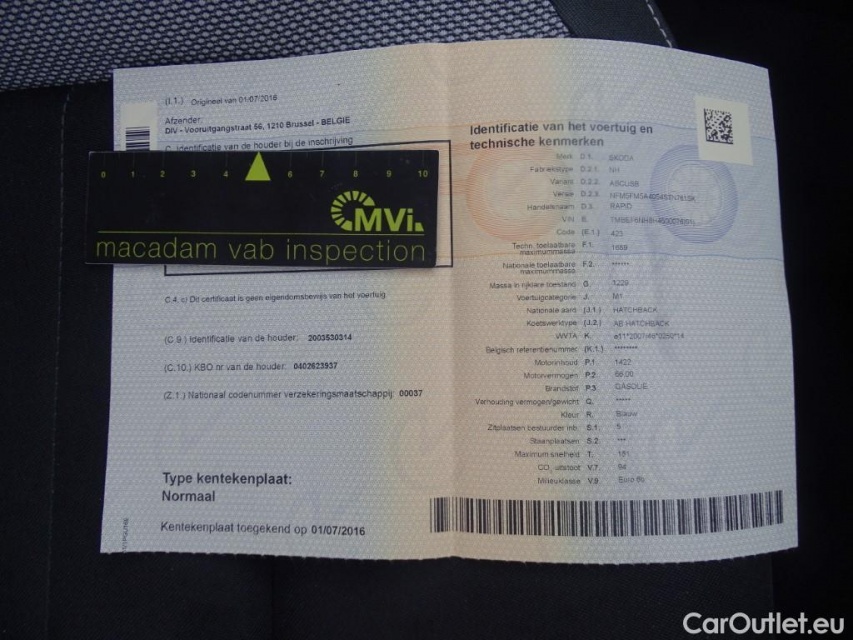 (I.1.) Origineel van 01/07/2016
Afzender:
DIV - Vooruitgangstraat 56, 1210 Brussel - BELGIE
C. Identificatie van de houder bij de inschrijving
0 1 2 3 4 6 7 8 9 10
MVi.
macadam vab inspection
C.4. c) Dit certificaat is geen eigendomsbewijs van het voertuig
(C.9.) Identificatie van de houder: 2003530314
(C.10.) KBO nr van de houder: 0402623937
(Z.1.) Nationaal codenummer verzekeringsmaatschappij: 00037
Type kentekenplaat:
Normaal
Kentekenplaat toegekend op 01/07/2016
Identificatie van het voertuig en
technische kenmerken
Merk D.1. SKODA
Fabriekstype D.2.1. NH
Variant D.2.2. ABCUSB
Versie D.2.3.
Handelsnaam D.3. RAPID
VIN E.
Code (E.1.) 423
Techn. toelaatbare maximummassa F.1. 1689
Nationale toelaatbare maximummassa F.2. ******
Massa in rijklare toestand G. 1229
Voertuigcategorie J. M1
Nationale aard (J.1.) HATCHBACK
Koetswerktype (J.2.) AB HATCHBACK
WVTA K. e11*2007/46*0250*14
Belgisch referentienummer (K.1.) ********
Motorinhoud P.1. 1422
Motorvermogen P.2. 66.00
Brandstof P.3. GASOLIE
Verhouding vermogen/gewicht Q. *****
Kleur R. Blauw
Zitplaatsen bestuurder inb. S.1. 5
Staanplaatsen S.2. ***
Maximum snelheid T.
CO₂ uitstoot V.7. 94
Milieuklasse V.9. Euro 6b
CarOutlet.eu